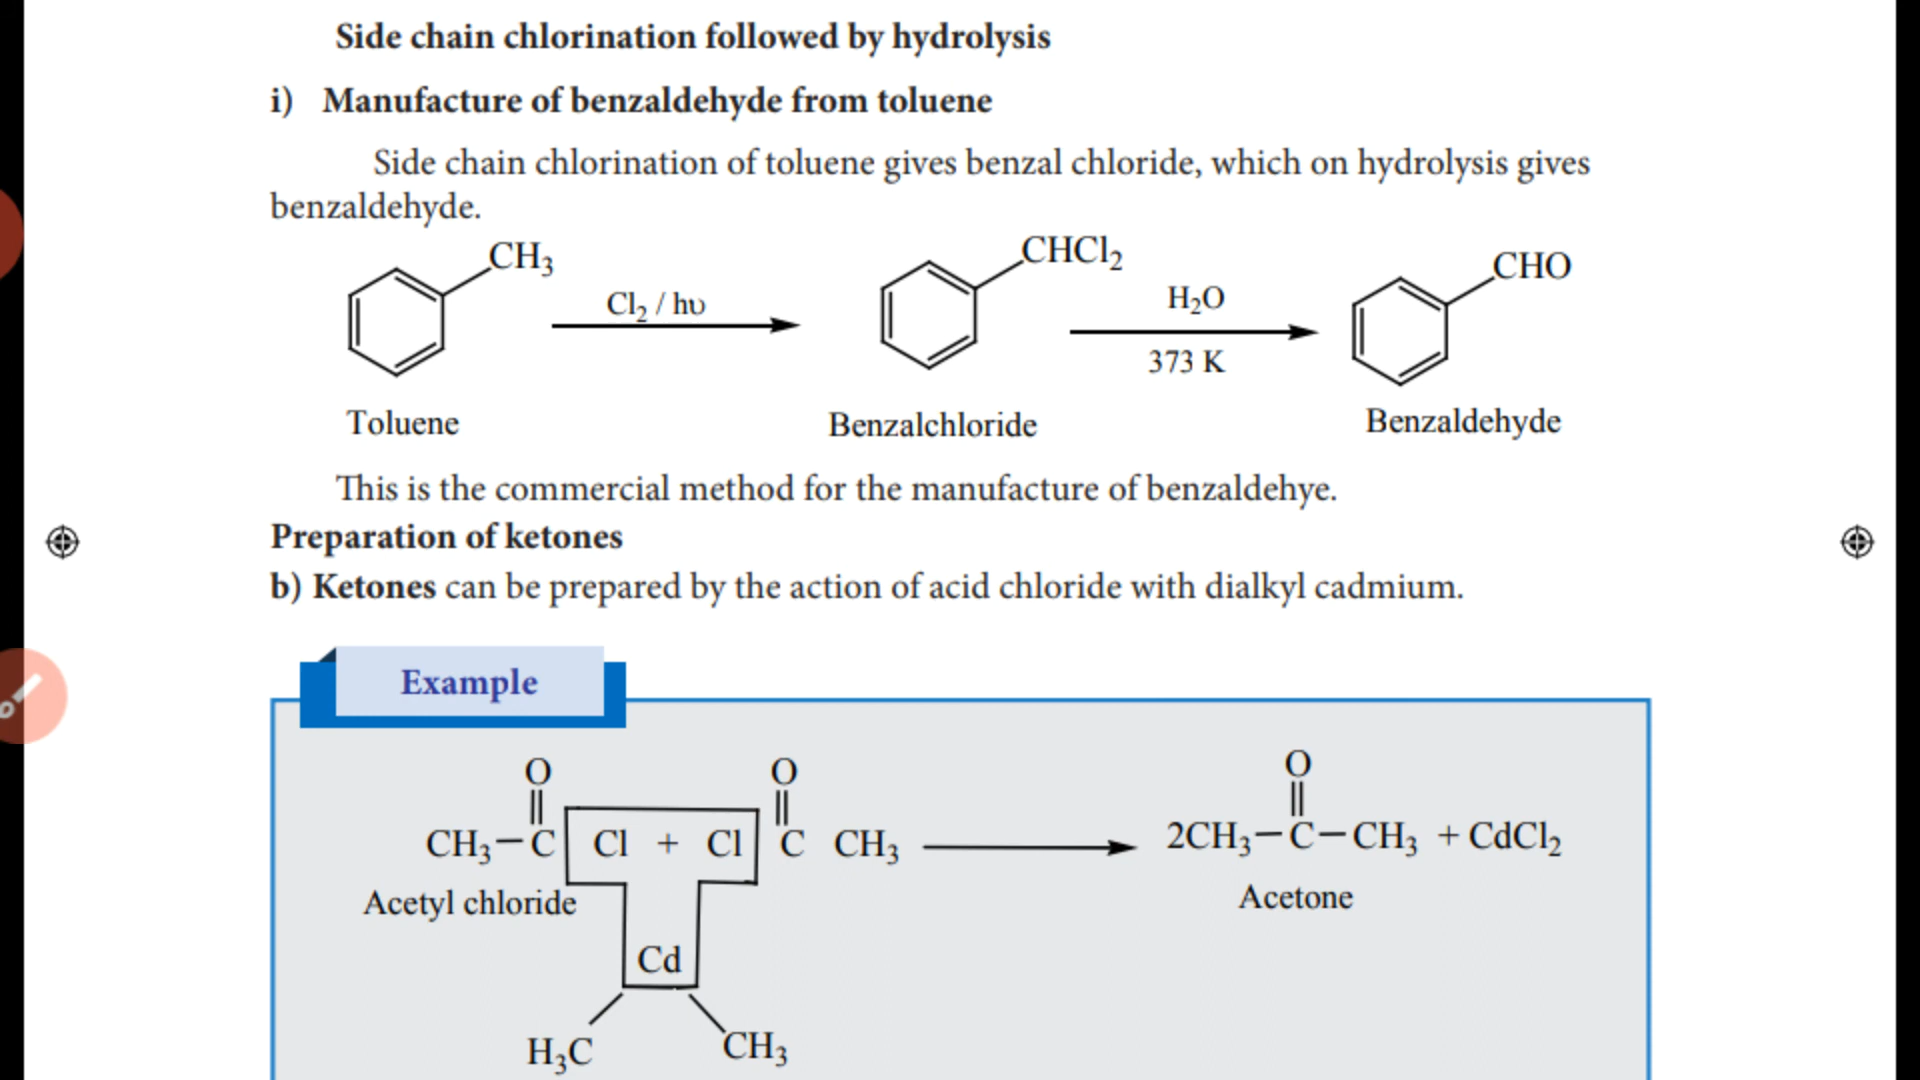 Side chain chlorination followed by hydrolysis
i) Manufacture of benzaldehyde from toluene
Side chain chlorination of toluene gives benzal chloride, which on hydrolysis gives
benzaldehyde.
CH₃
Cl₂ / hυ
CHCl₂
H₂O
373 K
CHO
Toluene
Benzalchloride
Benzaldehyde
This is the commercial method for the manufacture of benzaldehye.
Preparation of ketones
b) Ketones can be prepared by the action of acid chloride with dialkyl cadmium.
Example
O O O
CH₃−C Cl + Cl C CH₃ 2CH₃−C−CH₃ + CdCl₂
Acetyl chloride Acetone
Cd
H₃C CH₃